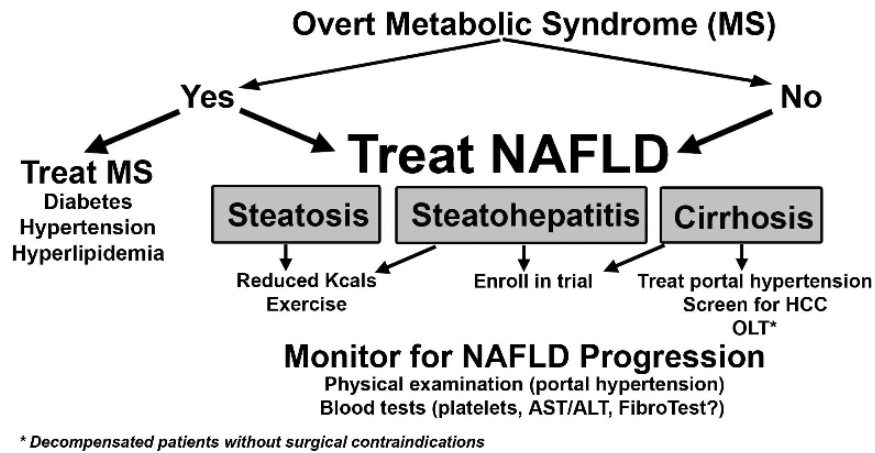 Overt Metabolic Syndrome (MS)
Yes
No
Treat NAFLD
Treat MS
Diabetes
Hypertension
Hyperlipidemia
Steatosis
Steatohepatitis
Cirrhosis
Reduced Kcals
Exercise
Enroll in trial
Treat portal hypertension
Screen for HCC
OLT*
Monitor for NAFLD Progression
Physical examination (portal hypertension)
Blood tests (platelets, AST/ALT, FibroTest?)
* Decompensated patients without surgical contraindications